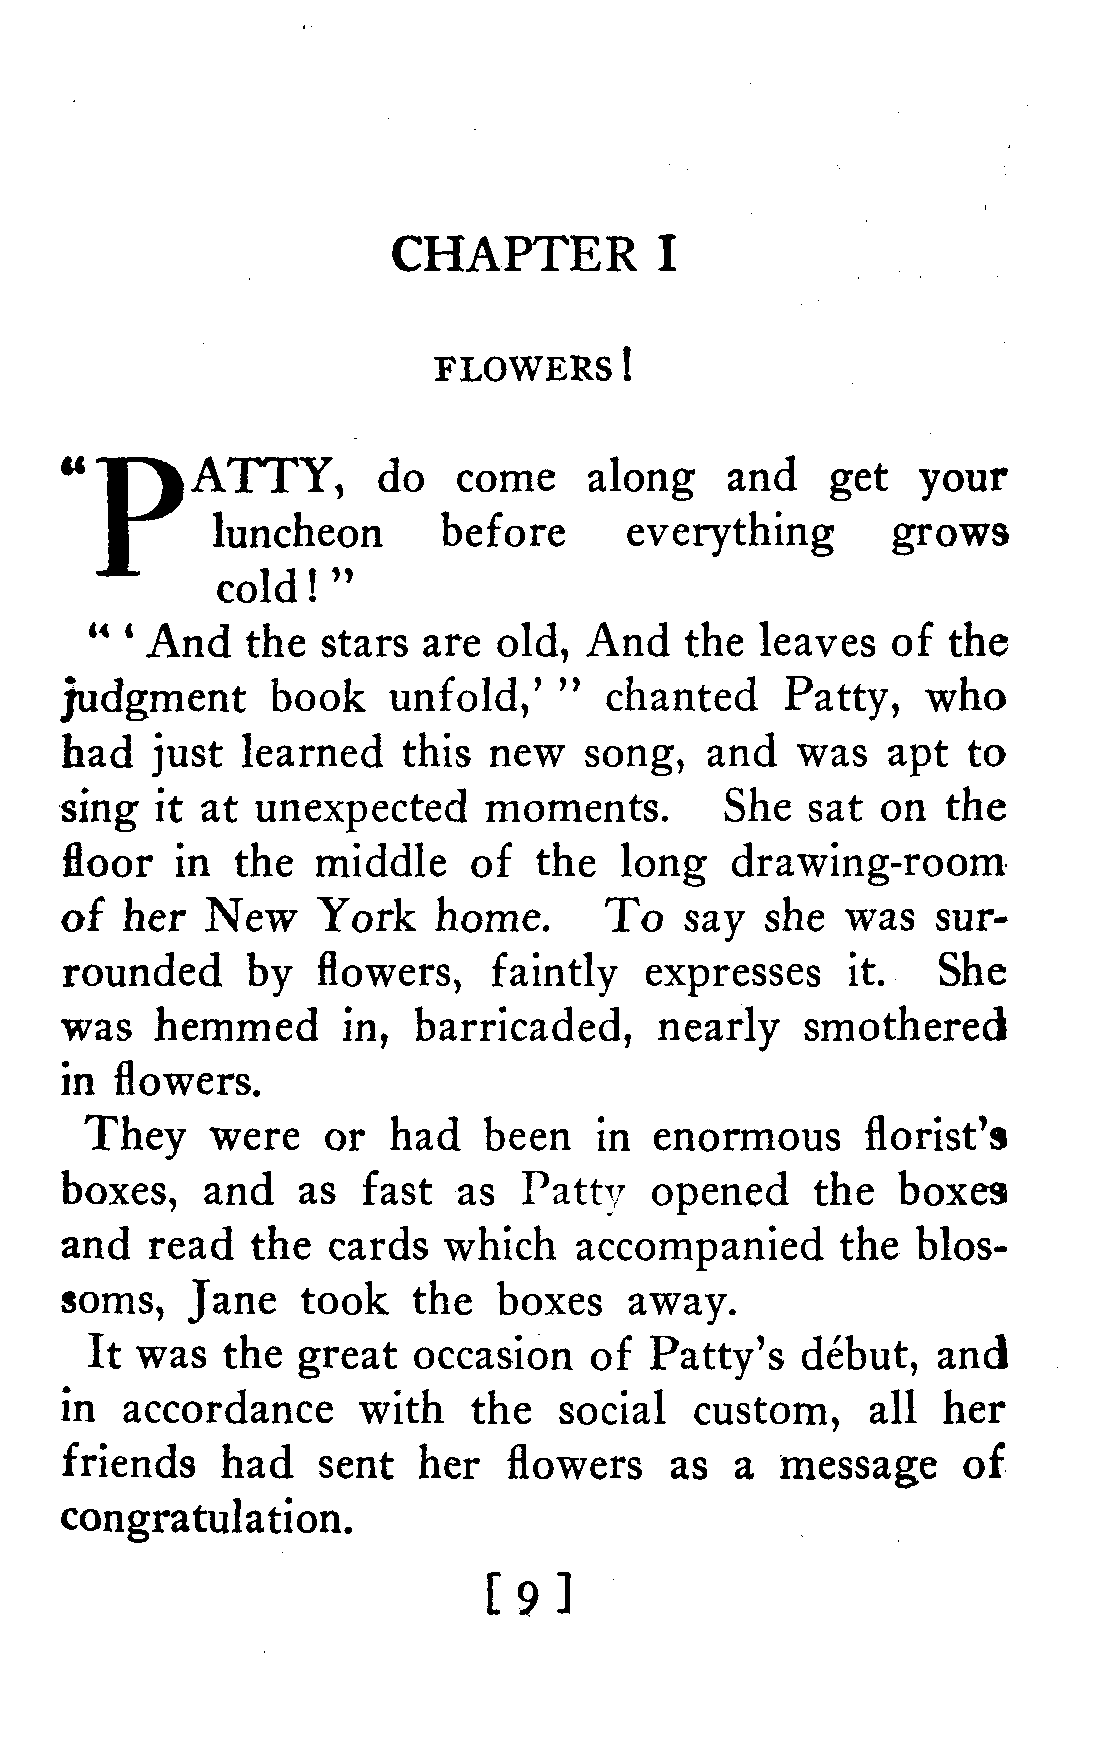 CHAPTER I
FLOWERS!
"PATTY, do come along and get your
luncheon before everything grows
cold!"
"'And the stars are old, And the leaves of the
judgment book unfold,'" chanted Patty, who
had just learned this new song, and was apt to
sing it at unexpected moments. She sat on the
floor in the middle of the long drawing-room
of her New York home. To say she was sur-
rounded by flowers, faintly expresses it. She
was hemmed in, barricaded, nearly smothered
in flowers.
They were or had been in enormous florist's
boxes, and as fast as Patty opened the boxes
and read the cards which accompanied the blos-
soms, Jane took the boxes away.
It was the great occasion of Patty's début, and
in accordance with the social custom, all her
friends had sent her flowers as a message of
congratulation.
[9]